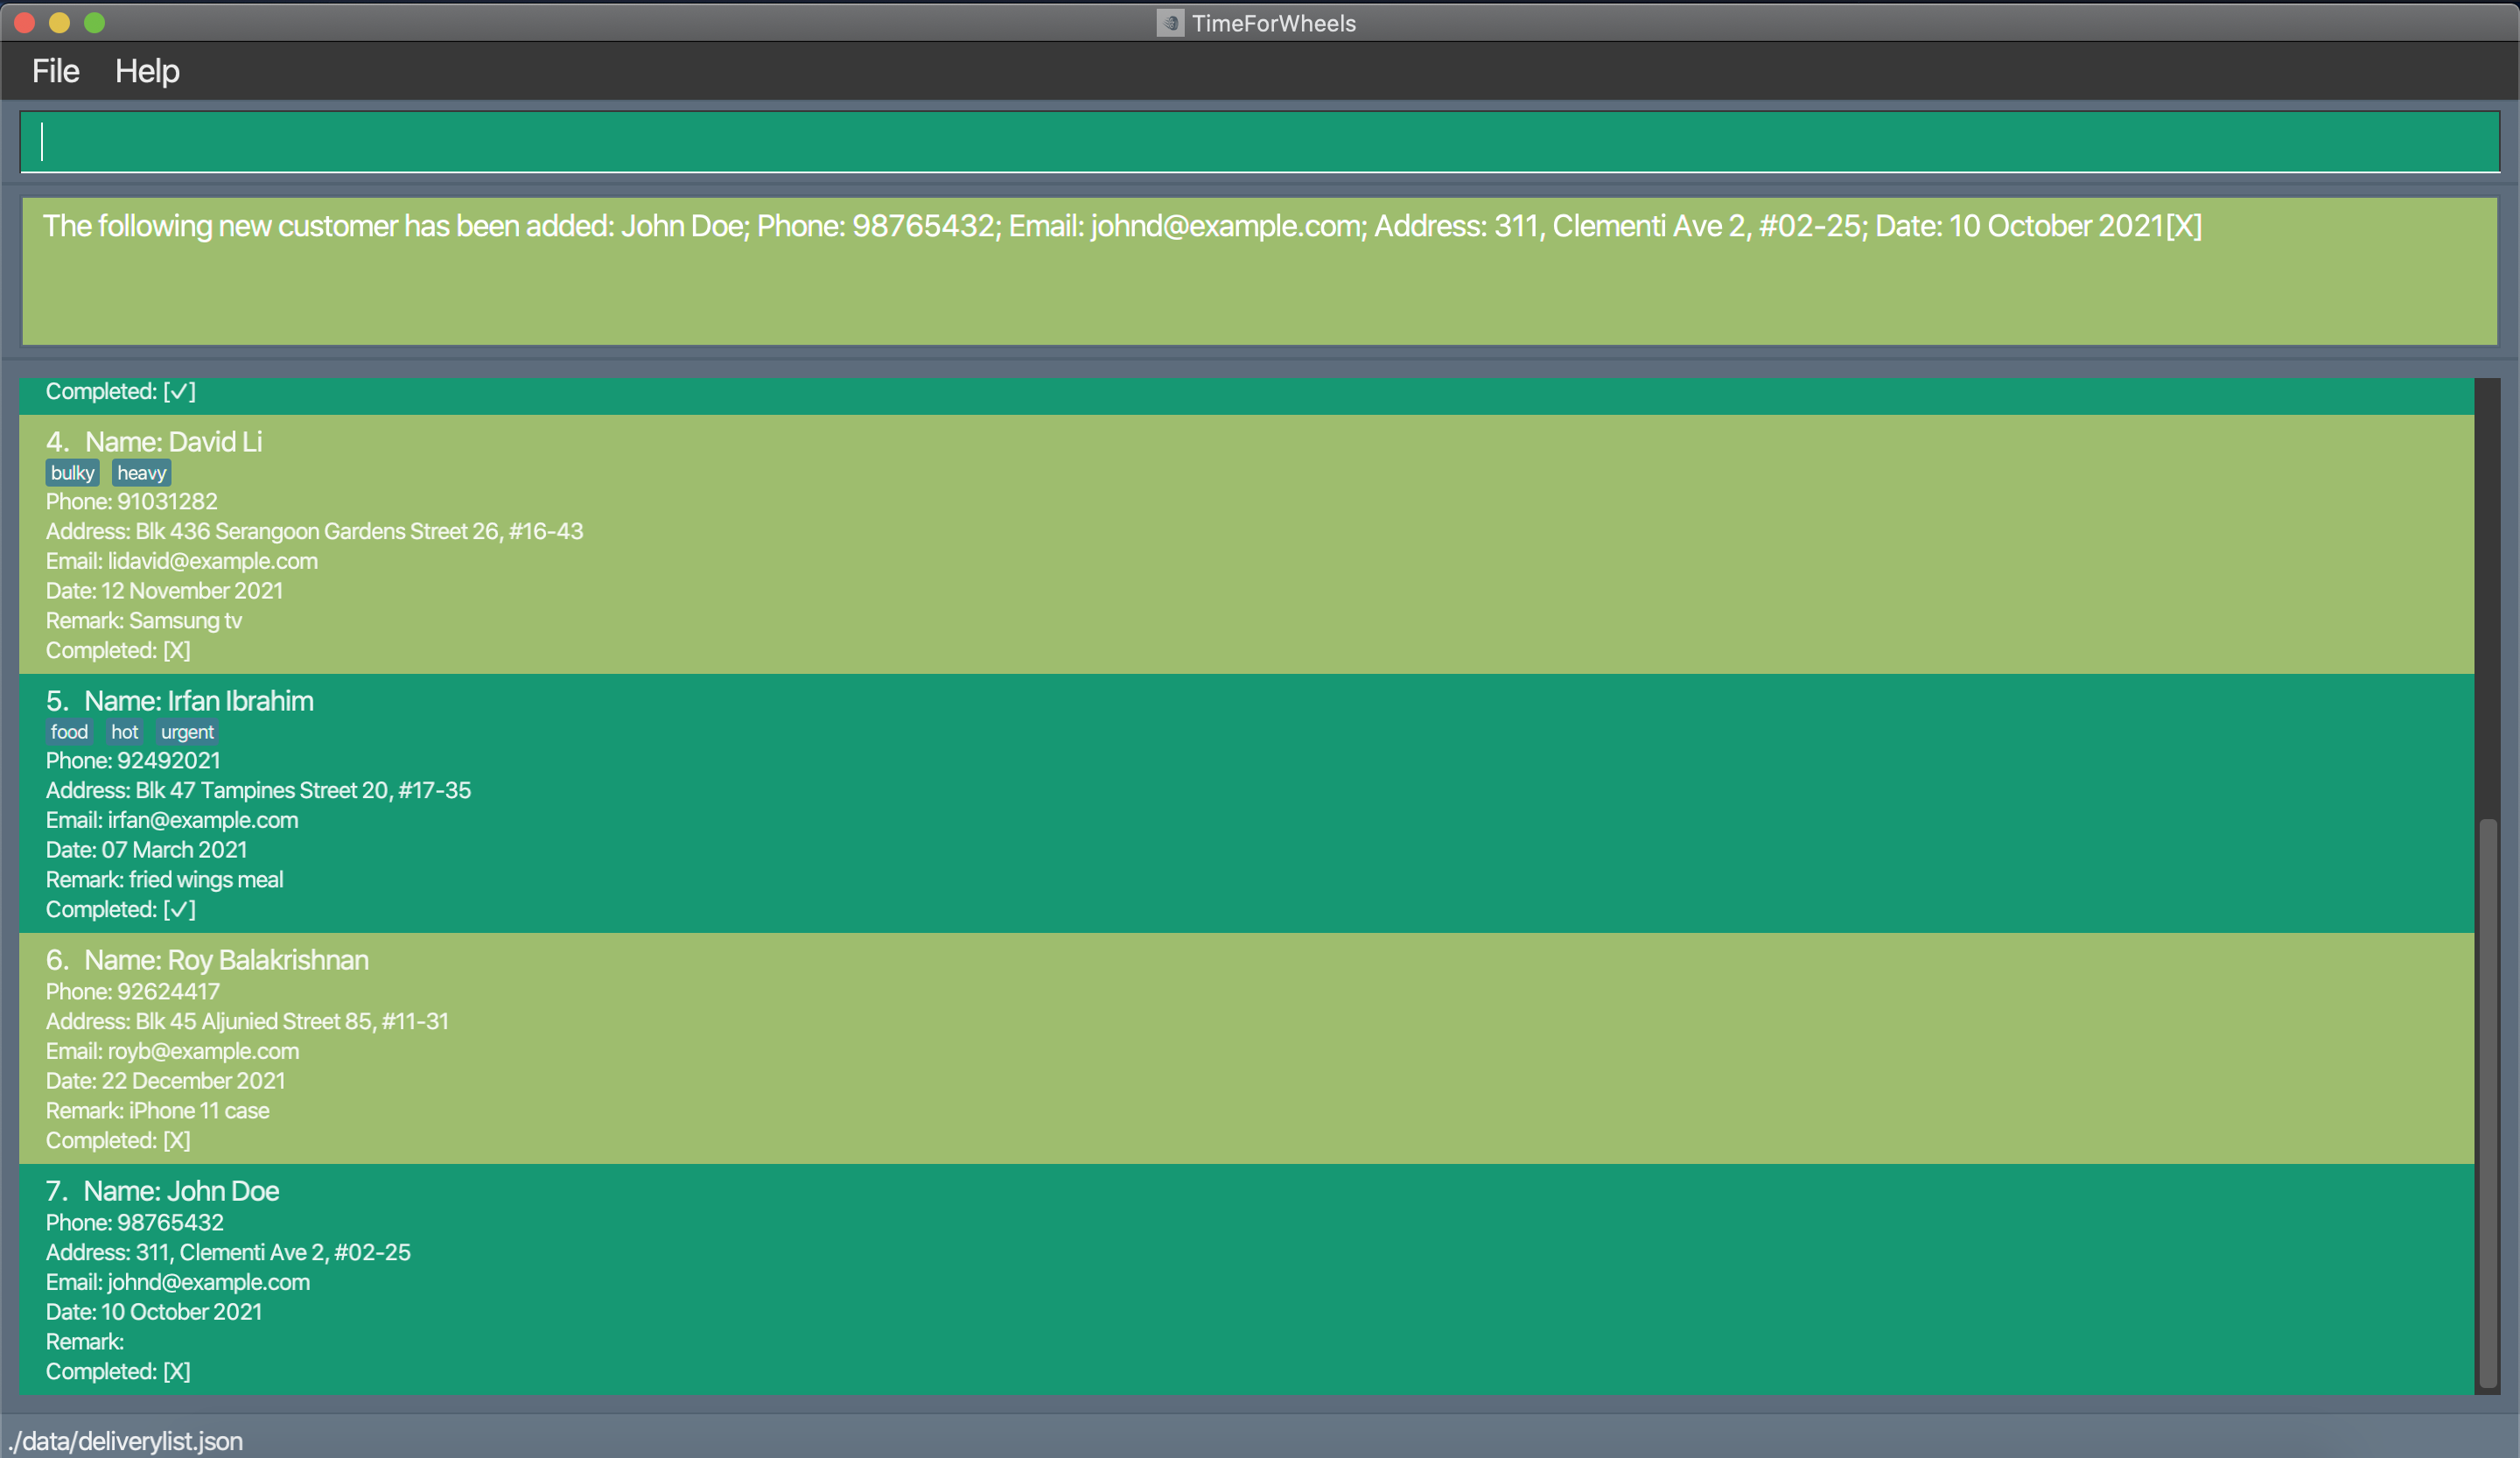 TimeForWheels
File Help
The following new customer has been added: John Doe; Phone: 98765432; Email: johnd@example.com; Address: 311, Clementi Ave 2, #02-25; Date: 10 October 2021[X]
Completed: [✓]
4. Name: David Li
bulky heavy
Phone: 91031282
Address: Blk 436 Serangoon Gardens Street 26, #16-43
Email: lidavid@example.com
Date: 12 November 2021
Remark: Samsung tv
Completed: [X]
5. Name: Irfan Ibrahim
food hot urgent
Phone: 92492021
Address: Blk 47 Tampines Street 20, #17-35
Email: irfan@example.com
Date: 07 March 2021
Remark: fried wings meal
Completed: [✓]
6. Name: Roy Balakrishnan
Phone: 92624417
Address: Blk 45 Aljunied Street 85, #11-31
Email: royb@example.com
Date: 22 December 2021
Remark: iPhone 11 case
Completed: [X]
7. Name: John Doe
Phone: 98765432
Address: 311, Clementi Ave 2, #02-25
Email: johnd@example.com
Date: 10 October 2021
Remark:
Completed: [X]
./data/deliverylist.json